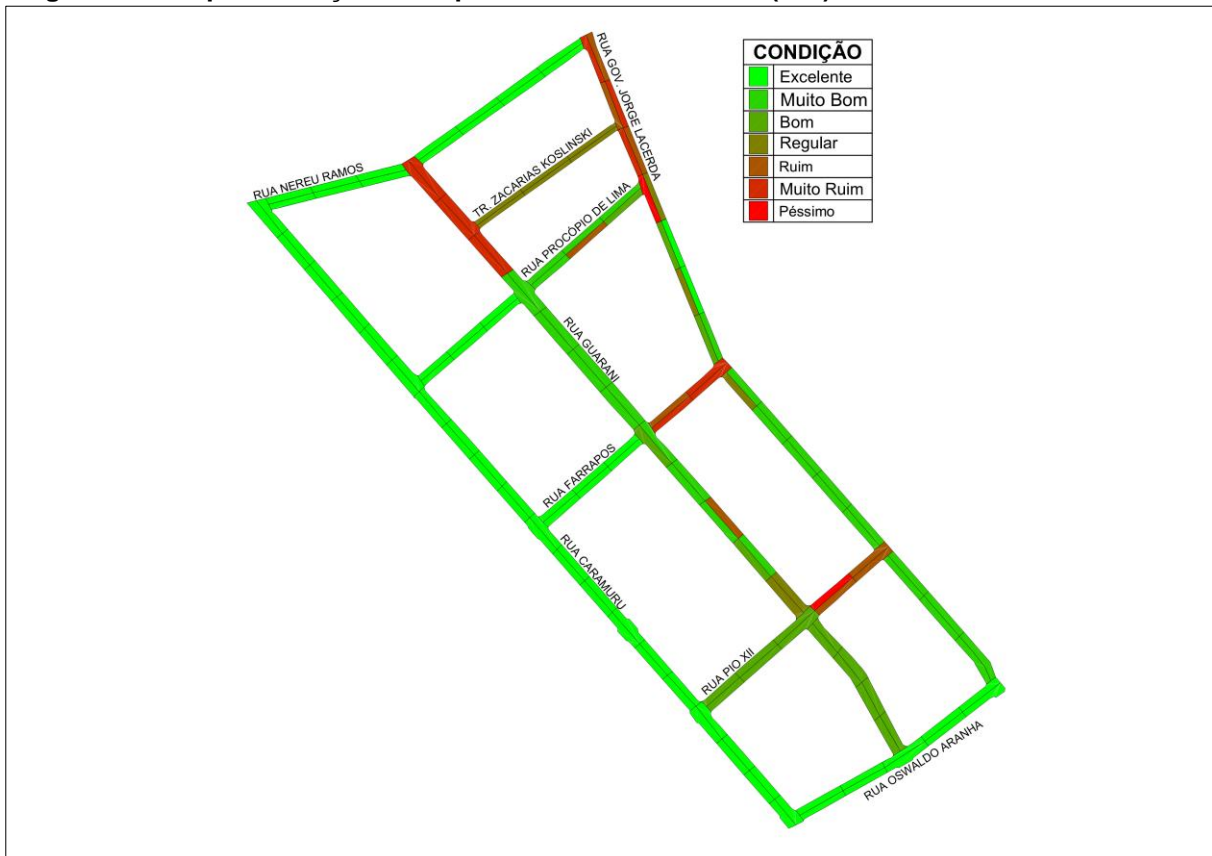 CONDIÇÃO
Excelente
Muito Bom
Bom
Regular
Ruim
Muito Ruim
Péssimo
RUA GOV. JORGE LACERDA
TR. ZACARIAS KOSLINSKI
RUA NEREU RAMOS
RUA PROCÓPIO DE LIMA
RUA GUARANI
RUA FARRAPOS
RUA CARAMURU
RUA PIO XII
RUA OSWALDO ARANHA